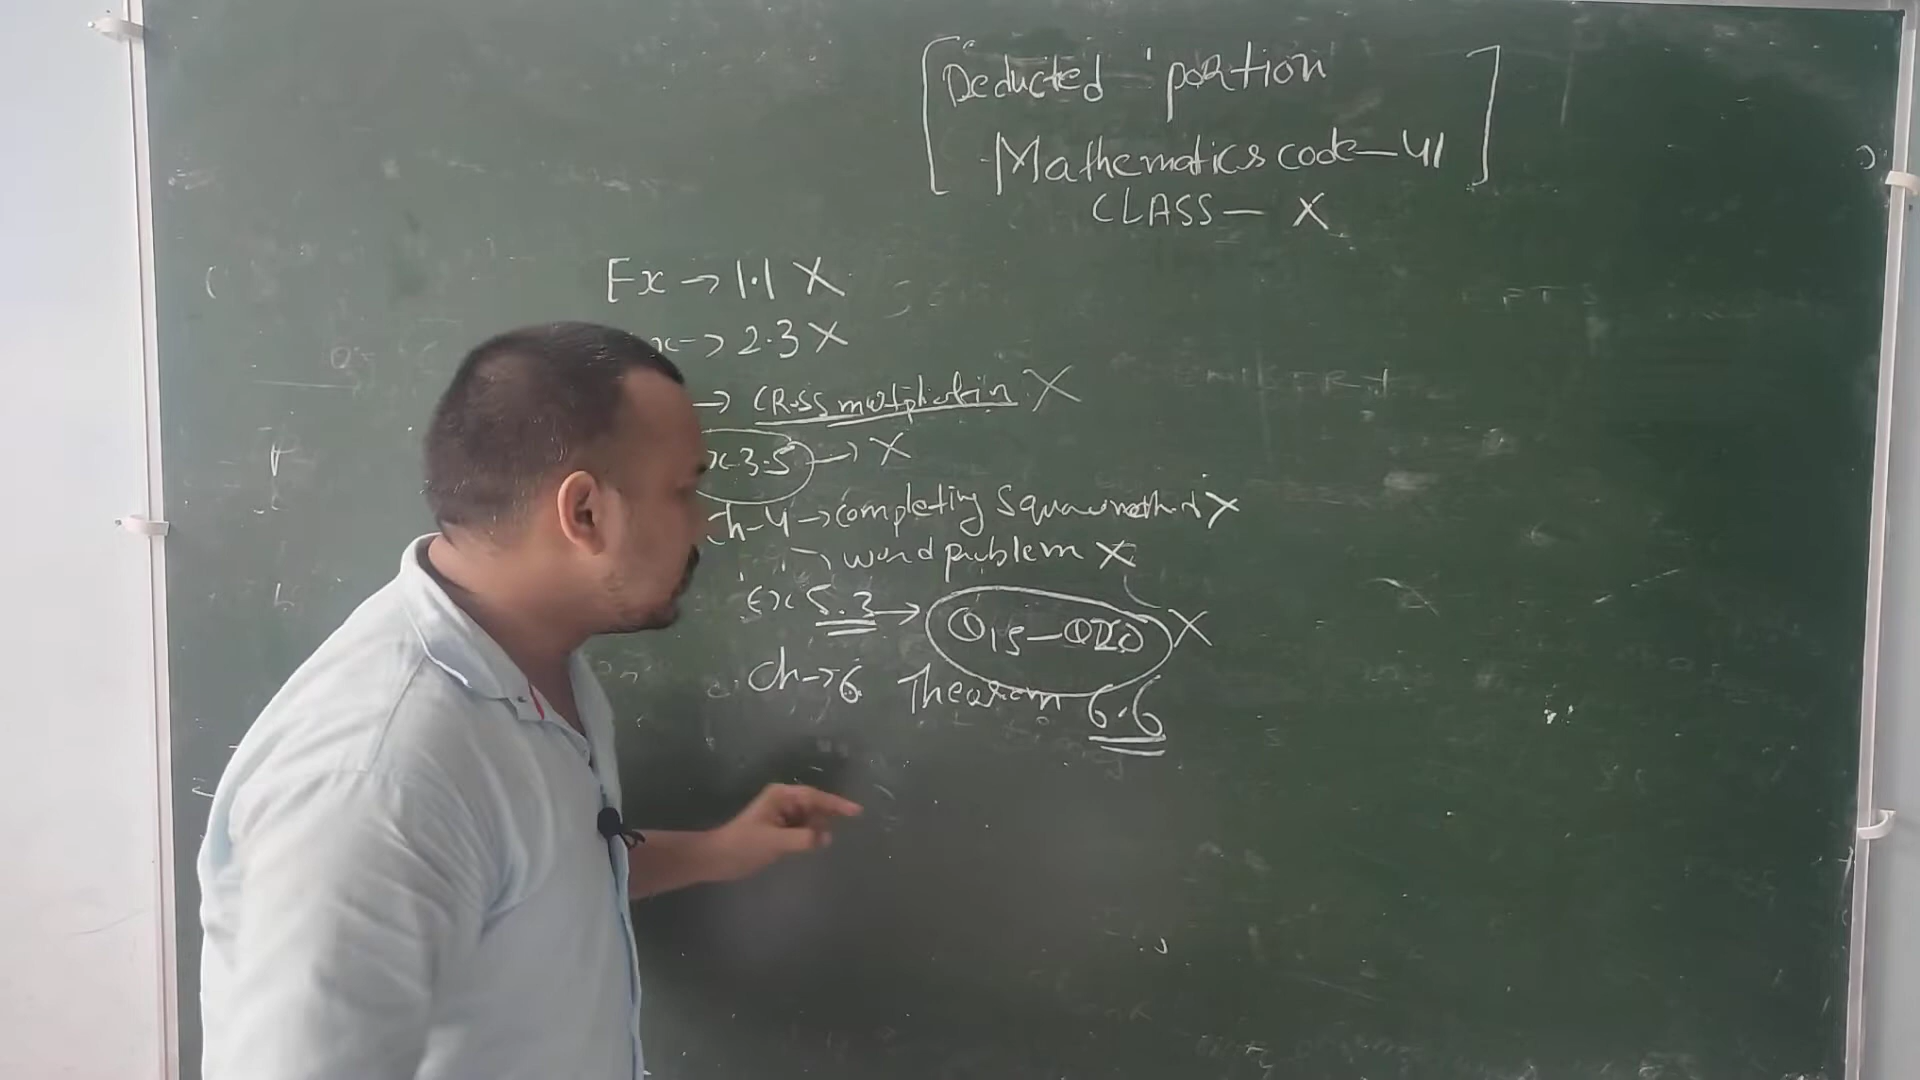 Deducted portion
Mathematics code-41
CLASS - X
Ex → 1.1 X
x → 2.3 X
→ cross multiplication X
x 3.5 → X
Ch-4 → completing square method X
→ word problem X
Ex 5.3 → Q15-Q20 X
Ch → 6 Theorem 6.6